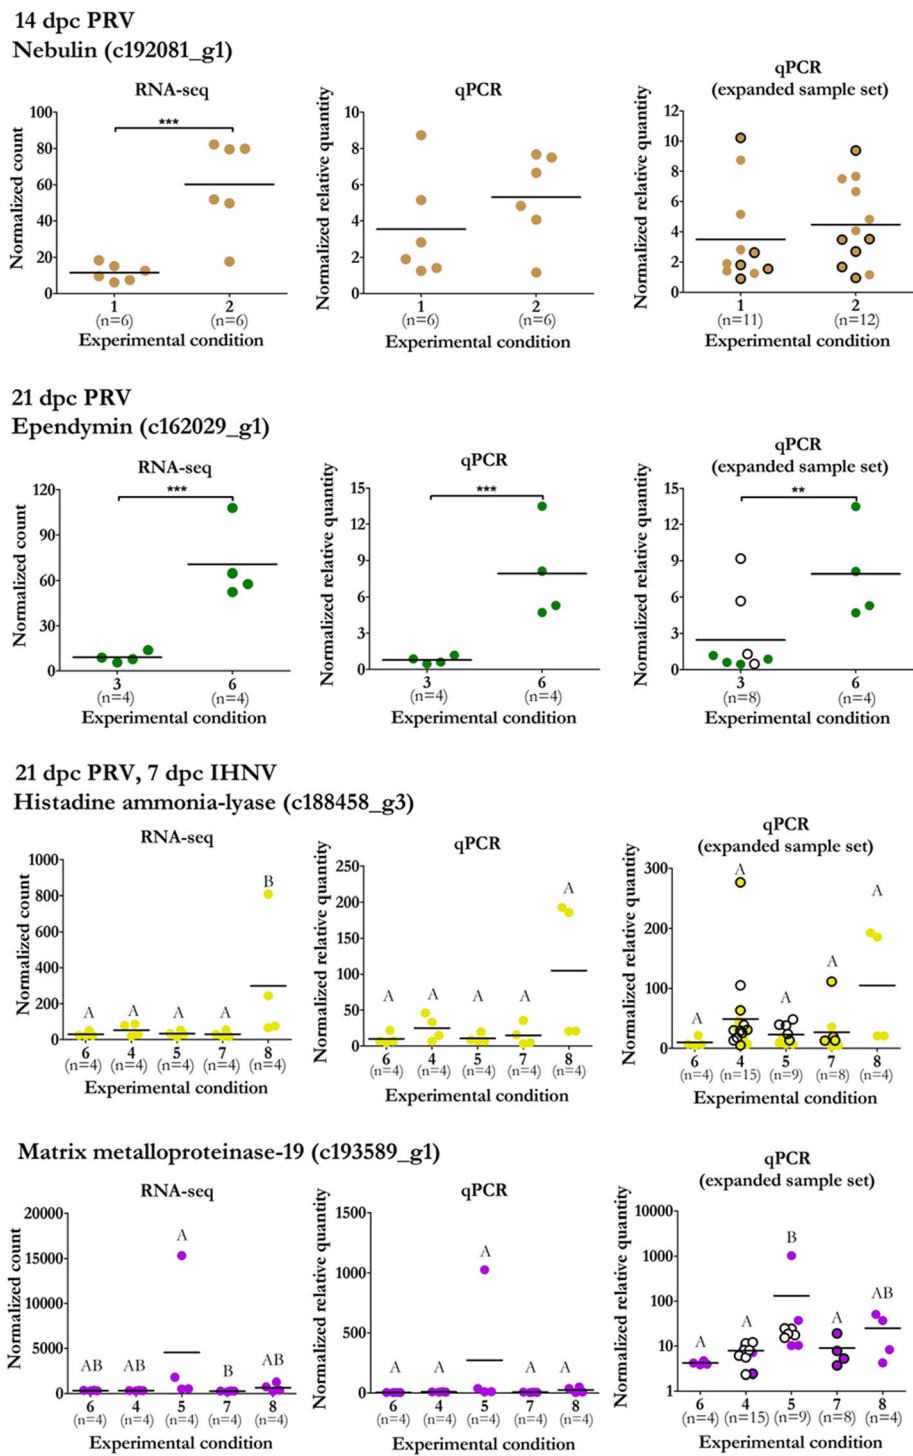 14 dpc PRV
Nebulin (c192081_g1)
RNA-seq
Normalized count
100
80
60
40
20
0
***
1
(n=6)
2
(n=6)
Experimental condition
qPCR
Normalized relative quantity
10
8
6
4
2
0
1
(n=6)
2
(n=6)
Experimental condition
qPCR
(expanded sample set)
Normalized relative quantity
12
10
8
6
4
2
0
1
(n=11)
2
(n=12)
Experimental condition
21 dpc PRV
Ependymin (c162029_g1)
RNA-seq
Normalized count
120
90
60
30
0
***
3
(n=4)
6
(n=4)
Experimental condition
qPCR
Normalized relative quantity
15
12
9
6
3
0
***
3
(n=4)
6
(n=4)
Experimental condition
qPCR
(expanded sample set)
Normalized relative quantity
15
12
9
6
3
0
**
3
(n=8)
6
(n=4)
Experimental condition
21 dpc PRV, 7 dpc IHNV
Histadine ammonia-lyase (c188458_g3)
RNA-seq
Normalized count
1000
800
600
400
200
0
A A A A B
6 4 5 7 8
(n=4) (n=4) (n=4) (n=4) (n=4)
Experimental condition
qPCR
Normalized relative quantity
250
200
150
100
50
0
A A A A A
6 4 5 7 8
(n=4) (n=4) (n=4) (n=4) (n=4)
Experimental condition
qPCR
(expanded sample set)
Normalized relative quantity
300
200
100
0
A A A A A
6 4 5 7 8
(n=4) (n=15) (n=9) (n=8) (n=4)
Experimental condition
Matrix metalloproteinase-19 (c193589_g1)
RNA-seq
Normalized count
20000
15000
10000
5000
0
AB AB A B AB
6 4 5 7 8
(n=4) (n=4) (n=4) (n=4) (n=4)
Experimental condition
qPCR
Normalized relative quantity
1500
1000
500
0
A A A A A
6 4 5 7 8
(n=4) (n=4) (n=4) (n=4) (n=4)
Experimental condition
qPCR
(expanded sample set)
Normalized relative quantity
10000
1000
100
10
1
A A B A AB
6 4 5 7 8
(n=4) (n=15) (n=9) (n=8) (n=4)
Experimental condition